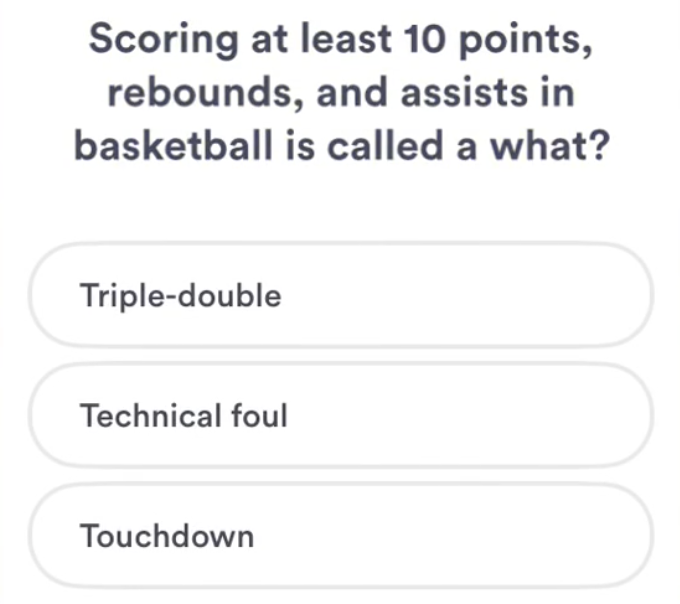 Scoring at least 10 points,
rebounds, and assists in
basketball is called a what?
Triple-double
Technical foul
Touchdown